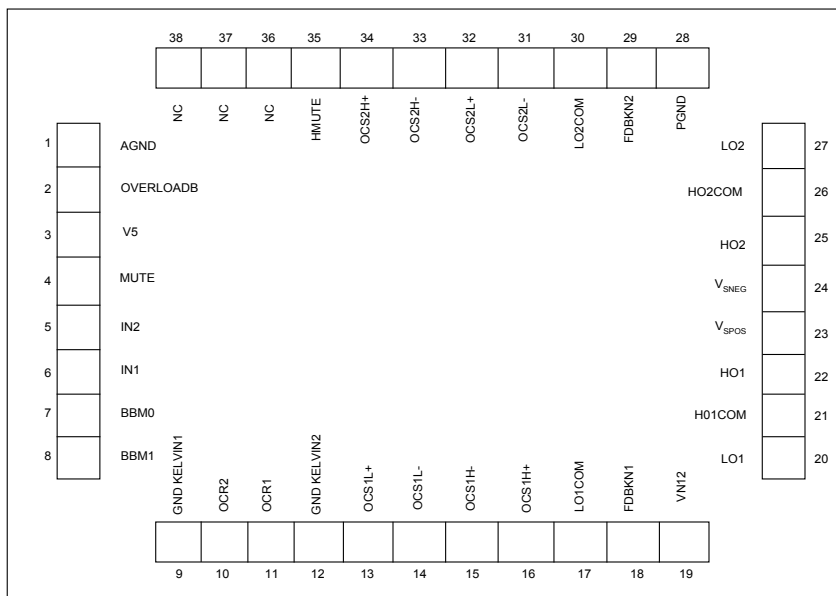 38 37 36 35 34 33 32 31 30 29 28
NC NC NC HMUTE OCS2H+ OCS2H- OCS2L+ OCS2L- LO2COM FDBKN2 PGND
1 AGND
2 OVERLOADB
3 V5
4 MUTE
5 IN2
6 IN1
7 BBM0
8 BBM1
LO2 27
HO2COM 26
HO2 25
VSNEG 24
VSPOS 23
HO1 22
H01COM 21
LO1 20
GND KELVIN1 OCR2 OCR1 GND KELVIN2 OCS1L+ OCS1L- OCS1H- OCS1H+ LO1COM FDBKN1 VN12
9 10 11 12 13 14 15 16 17 18 19